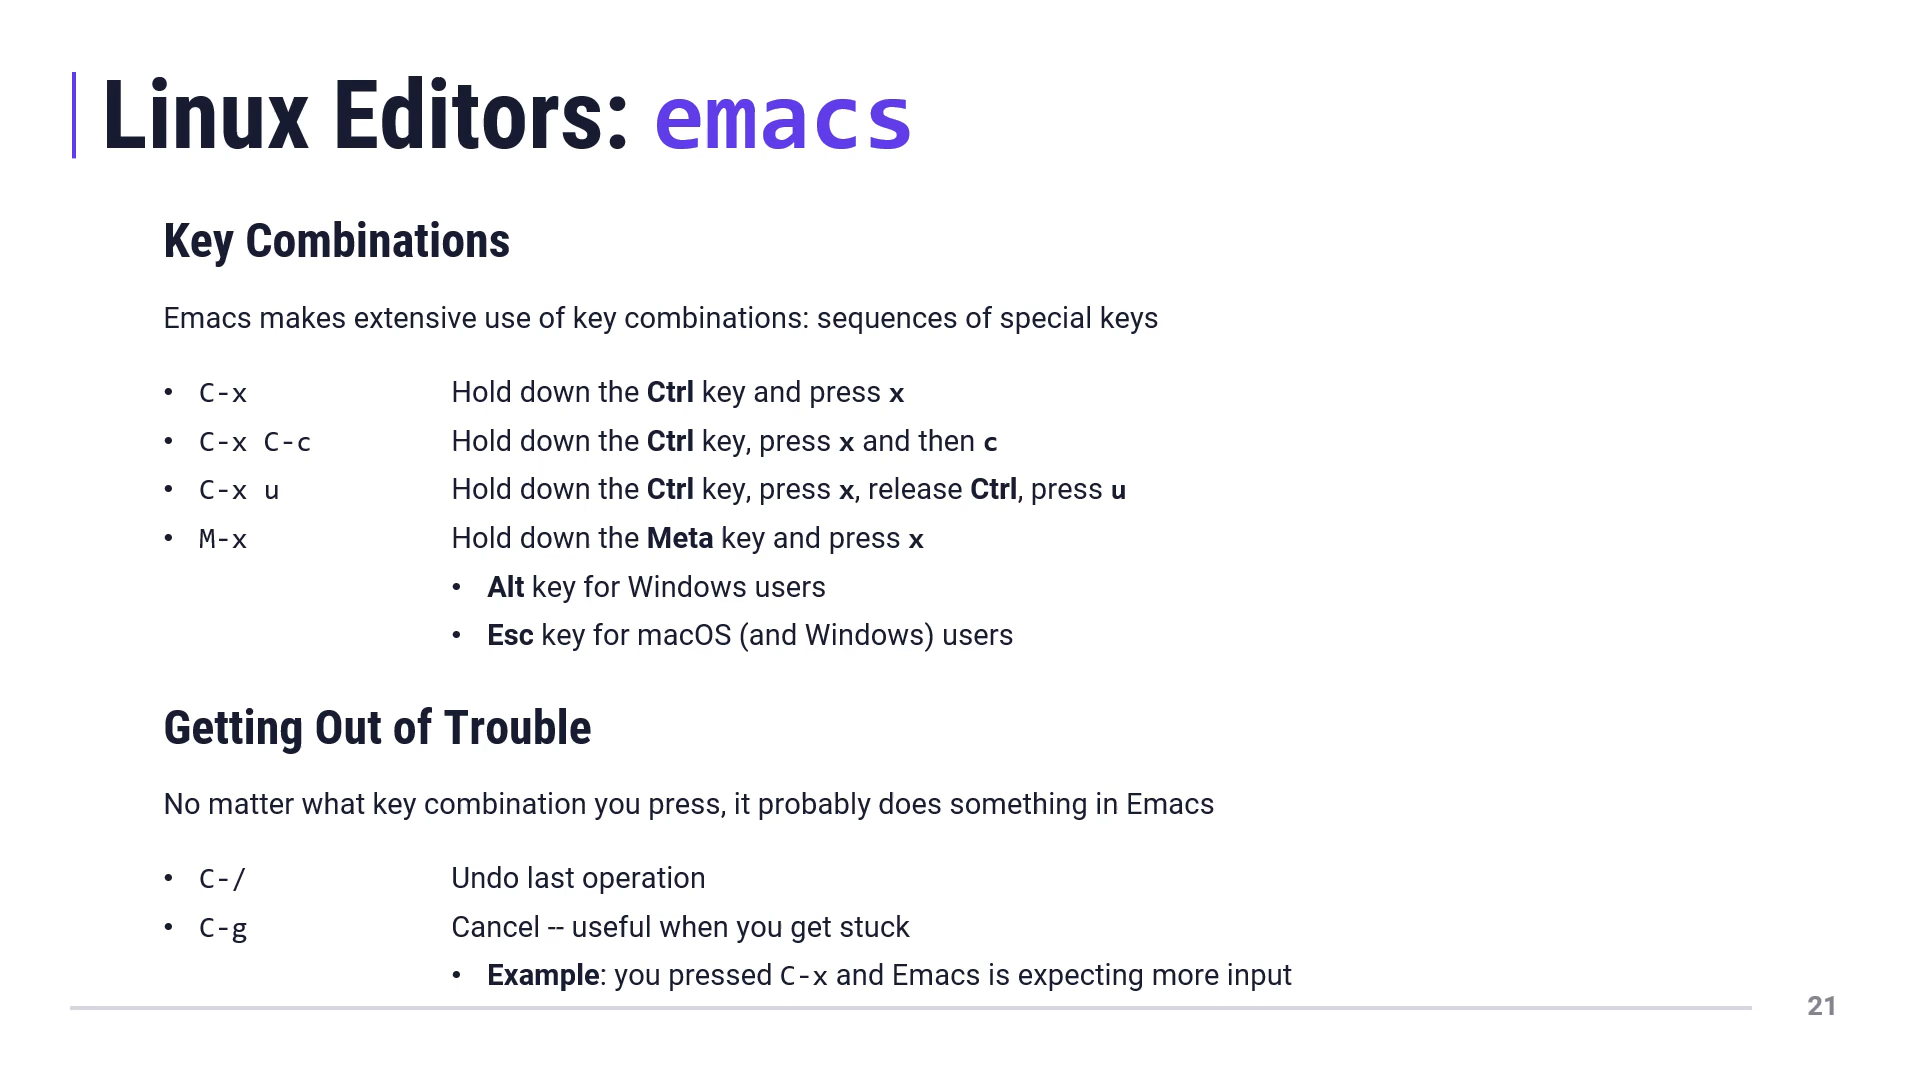 Linux Editors: emacs
Key Combinations
Emacs makes extensive use of key combinations: sequences of special keys
• C-x Hold down the Ctrl key and press x
• C-x C-c Hold down the Ctrl key, press x and then c
• C-x u Hold down the Ctrl key, press x, release Ctrl, press u
• M-x Hold down the Meta key and press x
• Alt key for Windows users
• Esc key for macOS (and Windows) users
Getting Out of Trouble
No matter what key combination you press, it probably does something in Emacs
• C-/ Undo last operation
• C-g Cancel -- useful when you get stuck
• Example: you pressed C-x and Emacs is expecting more input
21